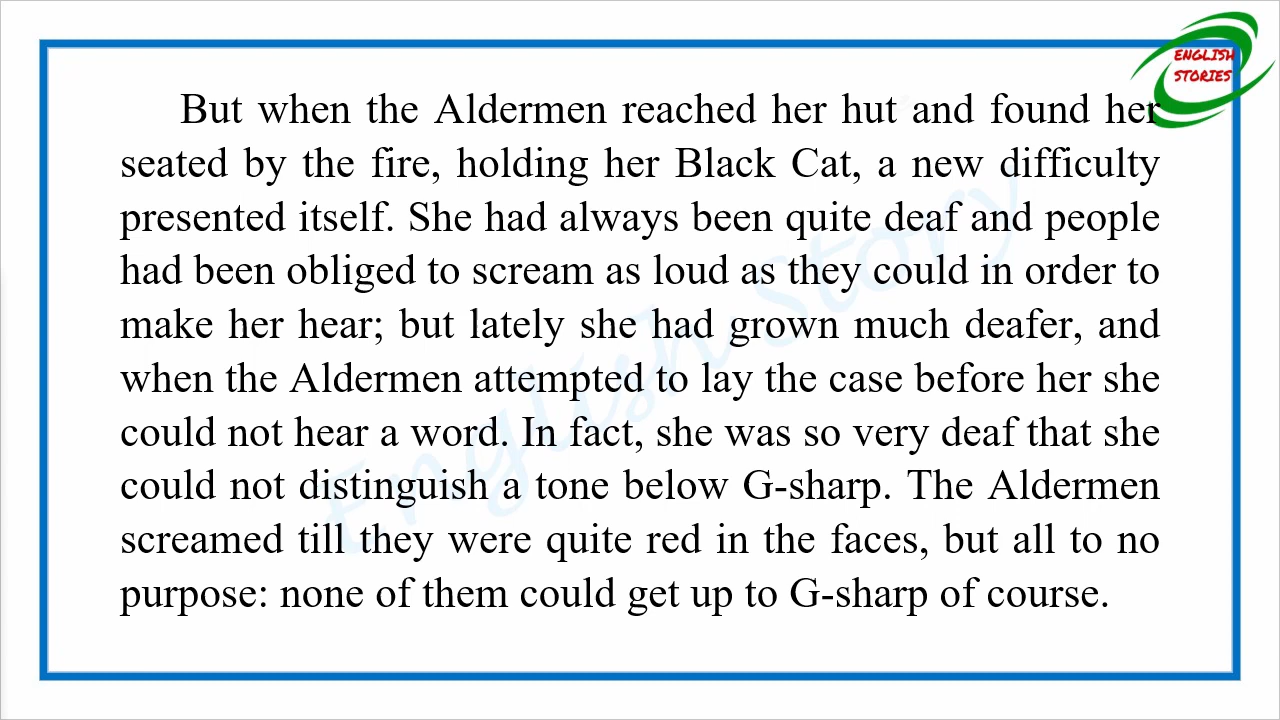 ENGLISH
STORIES
But when the Aldermen reached her hut and found her
seated by the fire, holding her Black Cat, a new difficulty
presented itself. She had always been quite deaf and people
had been obliged to scream as loud as they could in order to
make her hear; but lately she had grown much deafer, and
when the Aldermen attempted to lay the case before her she
could not hear a word. In fact, she was so very deaf that she
could not distinguish a tone below G-sharp. The Aldermen
screamed till they were quite red in the faces, but all to no
purpose: none of them could get up to G-sharp of course.
English Story